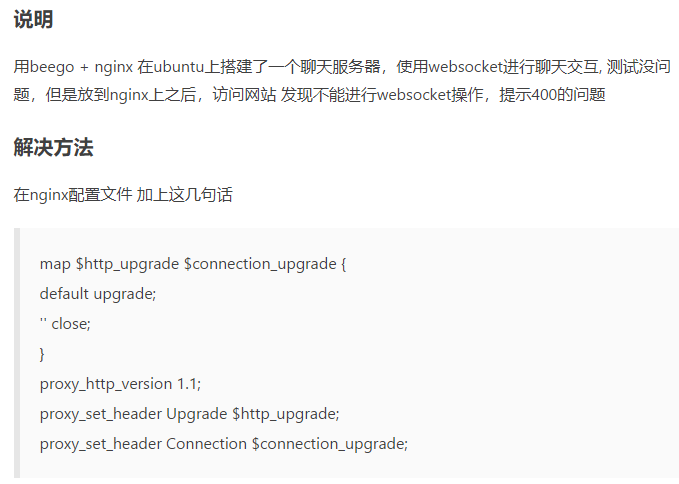 说明
用beego + nginx 在ubuntu上搭建了一个聊天服务器，使用websocket进行聊天交互, 测试没问
题，但是放到nginx上之后，访问网站 发现不能进行websocket操作，提示400的问题
解决方法
在nginx配置文件 加上这几句话
map $http_upgrade $connection_upgrade {
default upgrade;
'' close;
}
proxy_http_version 1.1;
proxy_set_header Upgrade $http_upgrade;
proxy_set_header Connection $connection_upgrade;